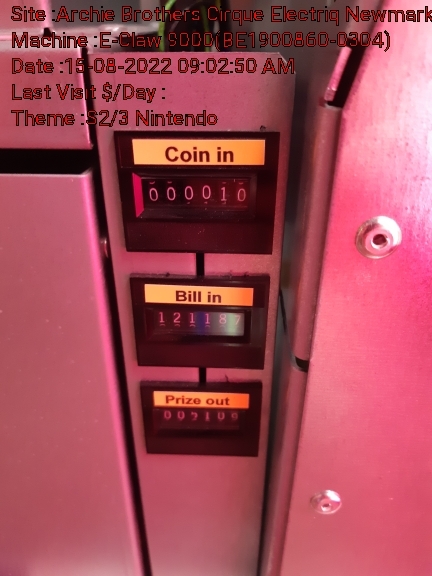 Site :Archie Brothers Cirque Electriq Newmark
Machine :E-Claw 9000(BE1900860-0304)
Date :15-08-2022 09:02:50 AM
Last Visit $/Day :
Theme :S2/3 Nintendo
Coin in
000010
Bill in
Prize out